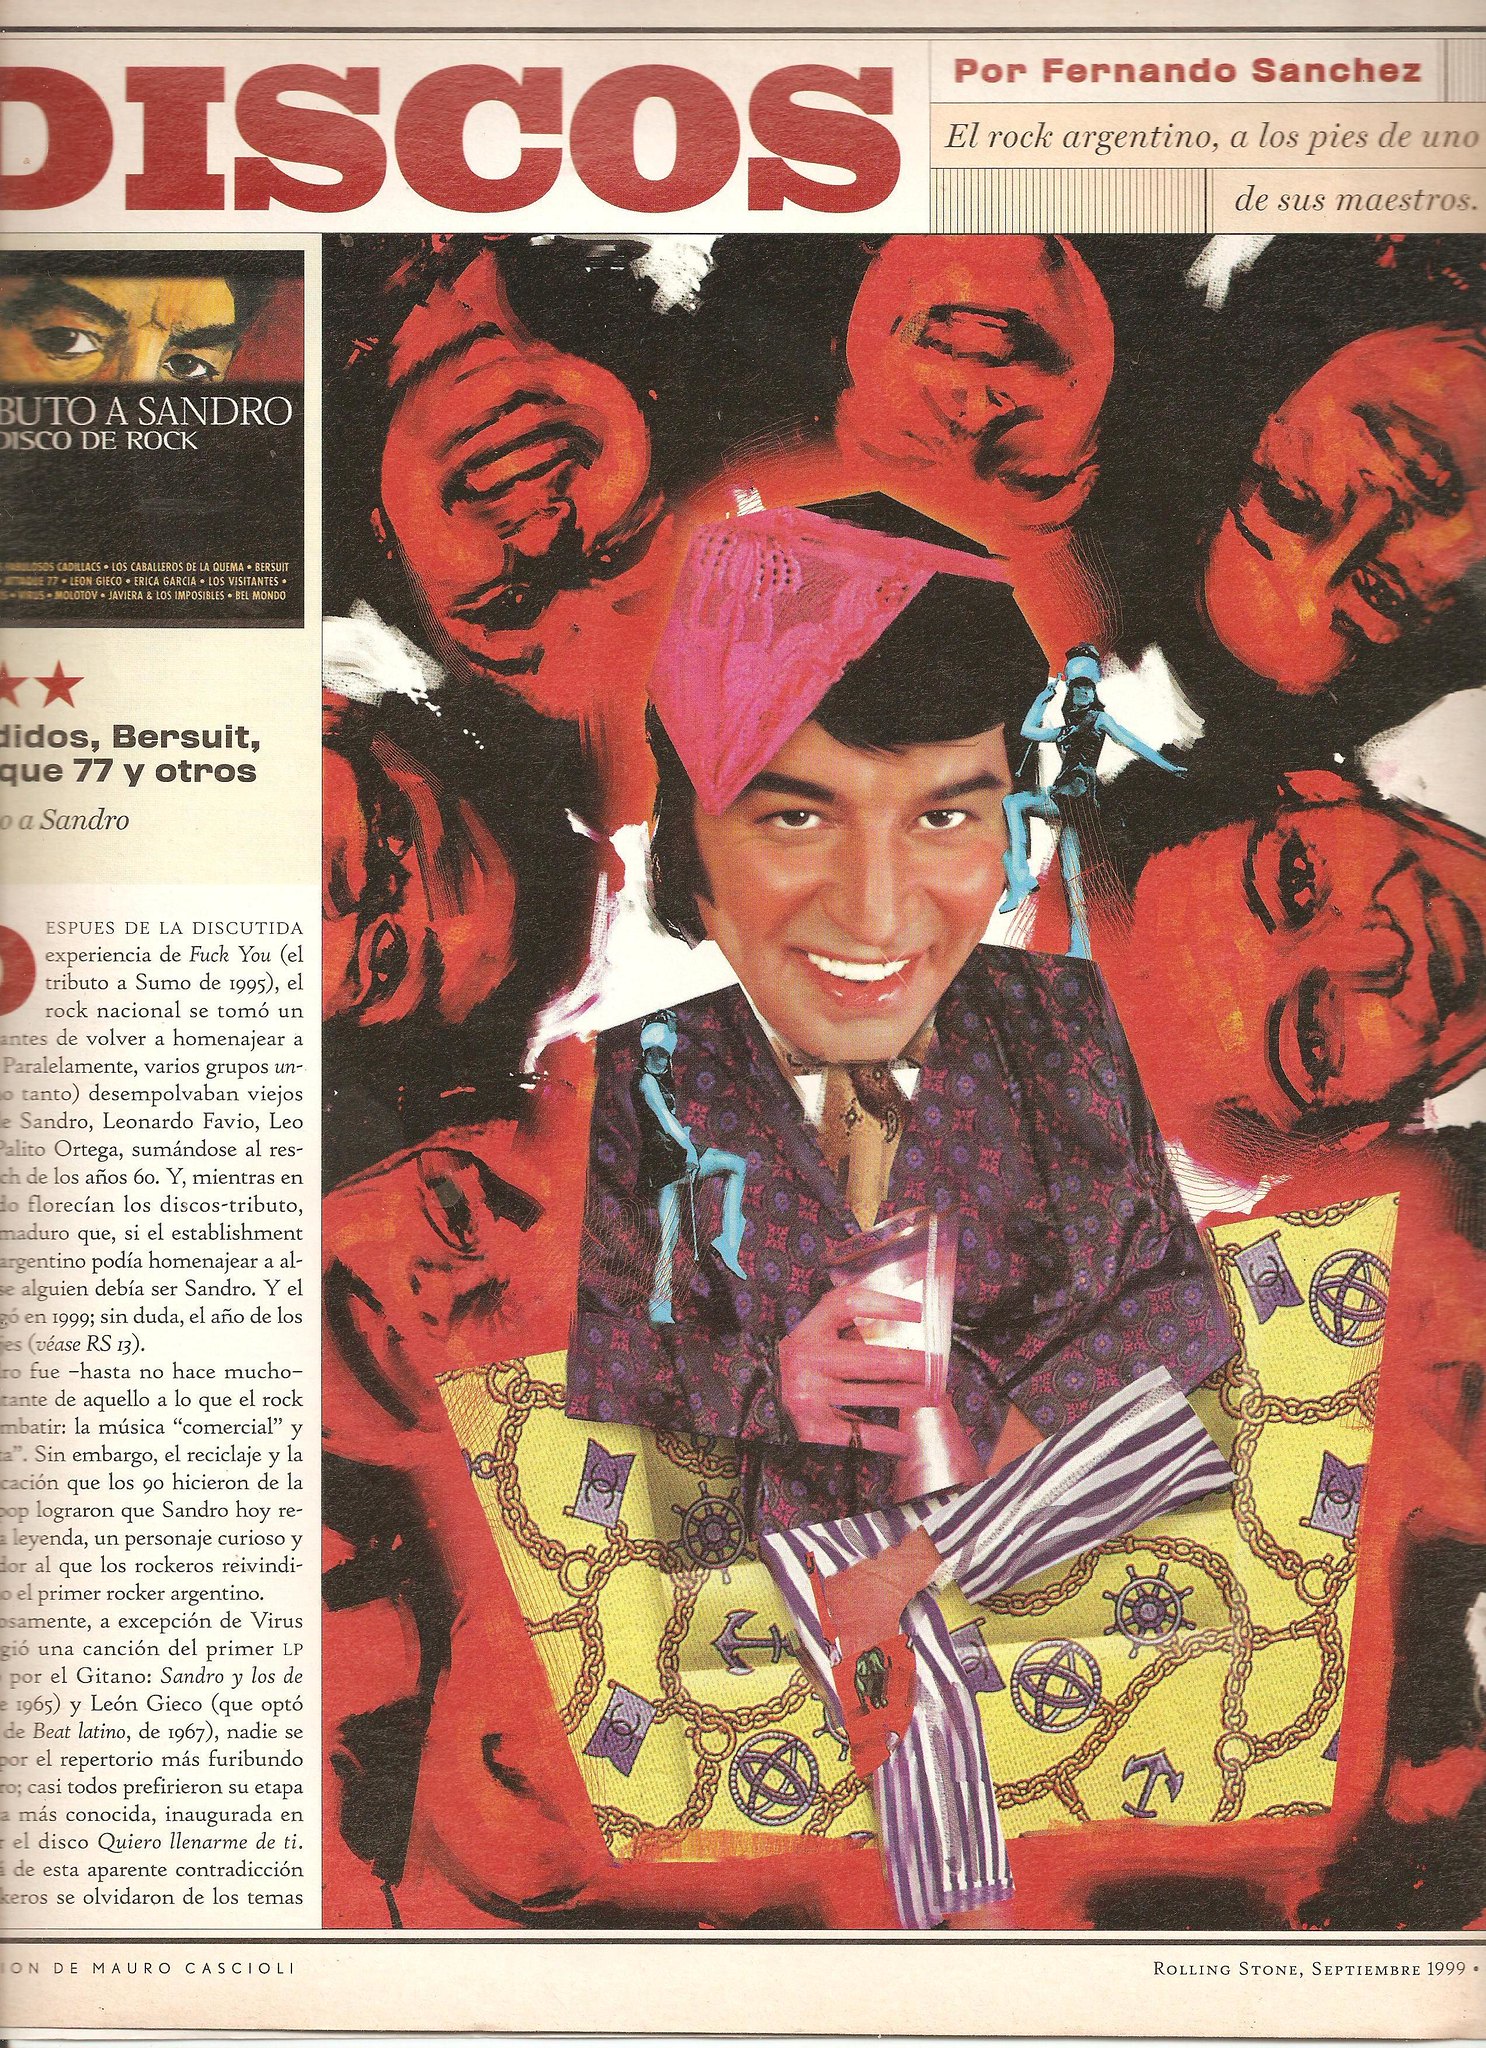 DISCOS
Por Fernando Sanchez
El rock argentino, a los pies de uno
de sus maestros.
BUTO A SANDRO
DISCO DE ROCK
FABULOSOS CADILLACS • LOS CABALLEROS DE LA QUEMA • BERSUIT
ATTAQUE 77 • LEON GIECO • ERICA GARCIA • LOS VISITANTES •
S • VIRUS • MOLOTOV • JAVIERA & LOS IMPOSIBLES • BEL MONDO
didos, Bersuit,
que 77 y otros
o a Sandro
ESPUES DE LA DISCUTIDA
experiencia de Fuck You (el
tributo a Sumo de 1995), el
rock nacional se tomó un
antes de volver a homenajear a
Paralelamente, varios grupos un-
o tanto) desempolvaban viejos
e Sandro, Leonardo Favio, Leo
Palito Ortega, sumándose al res-
ch de los años 60. Y, mientras en
do florecían los discos-tributo,
maduro que, si el establishment
argentino podía homenajear a al-
se alguien debía ser Sandro. Y el
gó en 1999; sin duda, el año de los
jes (véase RS 13).
ro fue –hasta no hace mucho–
tante de aquello a lo que el rock
mbatir: la música “comercial” y
ta”. Sin embargo, el reciclaje y la
cación que los 90 hicieron de la
pop lograron que Sandro hoy re-
a leyenda, un personaje curioso y
dor al que los rockeros reivindi-
o el primer rocker argentino.
osamente, a excepción de Virus
gió una canción del primer LP
por el Gitano: Sandro y los de
e 1965) y León Gieco (que optó
de Beat latino, de 1967), nadie se
por el repertorio más furibundo
ro; casi todos prefirieron su etapa
a más conocida, inaugurada en
r el disco Quiero llenarme de ti.
á de esta aparente contradicción
keros se olvidaron de los temas
ION DE MAURO CASCIOLI
ROLLING STONE, SEPTIEMBRE 1999 •